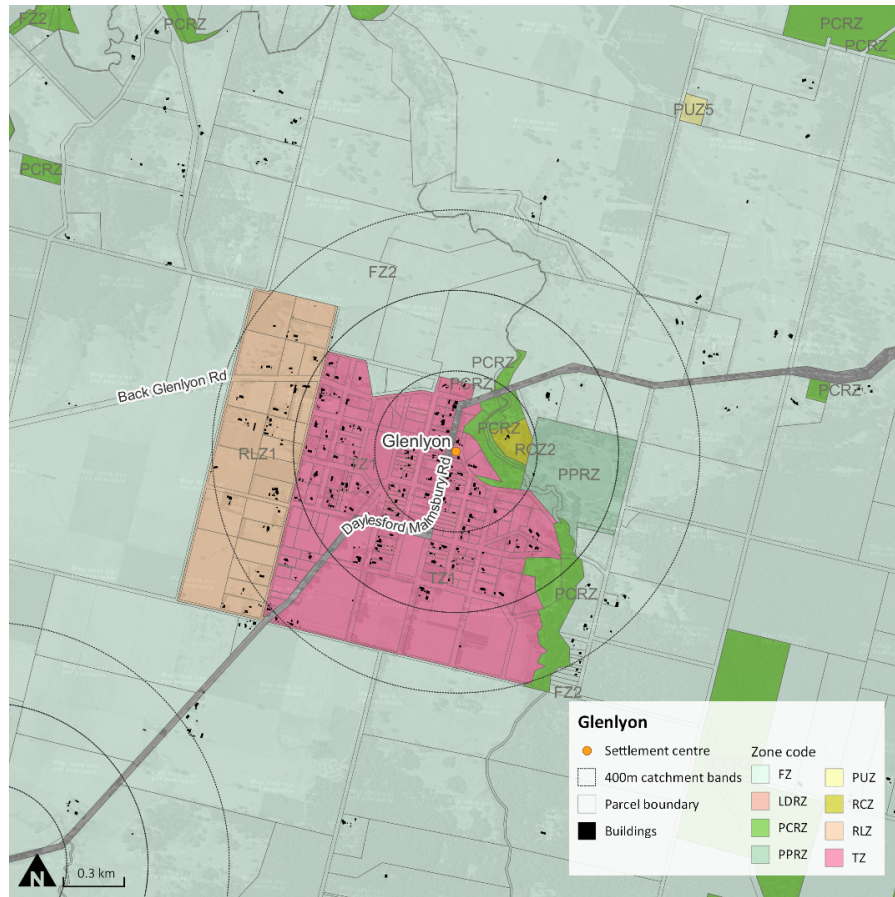 FZ2
PCRZ
PCRZ
PCRZ
PUZ5
PCRZ
FZ2
PCRZ
PCRZ
Back Glenlyon Rd
PCRZ
PCRZ
Glenlyon
RCZ2
RLZ1
TZ1
PPRZ
Daylesford Malmsbury Rd
TZ1
PCRZ
FZ2
Glenlyon
Settlement centre
400m catchment bands
Parcel boundary
Buildings
Zone code
FZ
LDRZ
PCRZ
PPRZ
PUZ
RCZ
RLZ
TZ
N
0.3 km